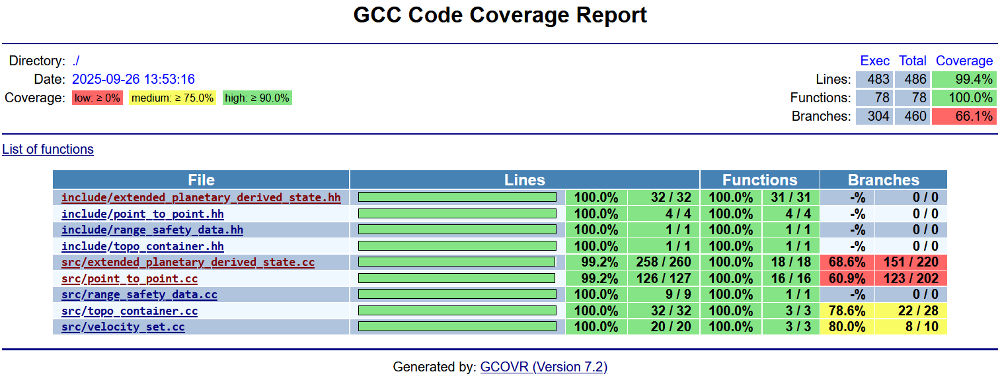 GCC Code Coverage Report
Directory: ./
Date: 2025-09-26 13:53:16
Coverage: low: ≥ 0% medium: ≥ 75.0% high: ≥ 90.0%
Exec Total Coverage
Lines: 483 486 99.4%
Functions: 78 78 100.0%
Branches: 304 460 66.1%
List of functions
File Lines Functions Branches
include/extended_planetary_derived_state.hh 100.0% 32 / 32 100.0% 31 / 31 -% 0 / 0
include/point_to_point.hh 100.0% 4 / 4 100.0% 4 / 4 -% 0 / 0
include/range_safety_data.hh 100.0% 1 / 1 100.0% 1 / 1 -% 0 / 0
include/topo_container.hh 100.0% 1 / 1 100.0% 1 / 1 -% 0 / 0
src/extended_planetary_derived_state.cc 99.2% 258 / 260 100.0% 18 / 18 68.6% 151 / 220
src/point_to_point.cc 99.2% 126 / 127 100.0% 16 / 16 60.9% 123 / 202
src/range_safety_data.cc 100.0% 9 / 9 100.0% 1 / 1 -% 0 / 0
src/topo_container.cc 100.0% 32 / 32 100.0% 3 / 3 78.6% 22 / 28
src/velocity_set.cc 100.0% 20 / 20 100.0% 3 / 3 80.0% 8 / 10
Generated by: GCOVR (Version 7.2)